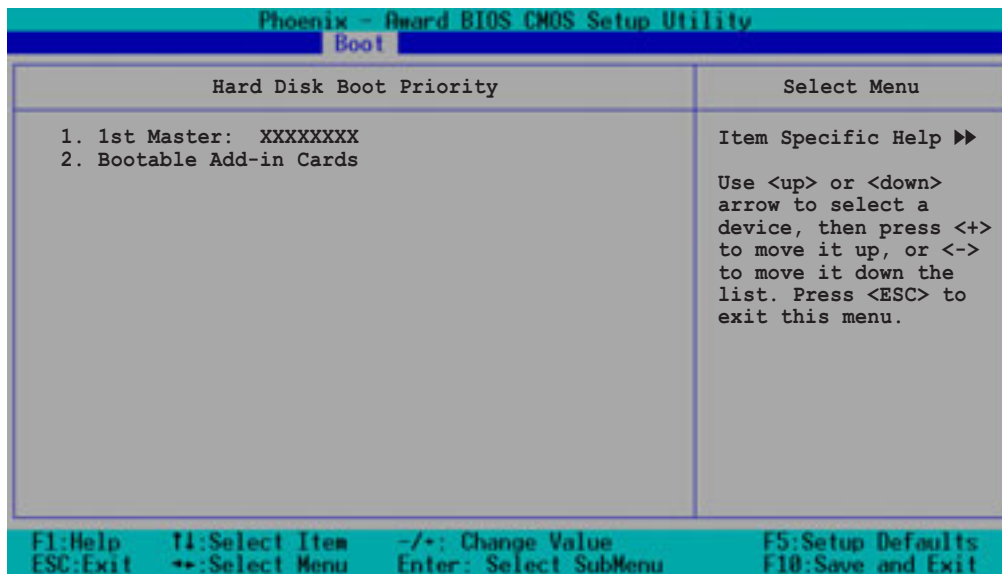 Phoenix - Award BIOS CMOS Setup Utility
Boot
Hard Disk Boot Priority
Select Menu
1. 1st Master: XXXXXXXX
2. Bootable Add-in Cards
Item Specific Help ▶▶
Use <up> or <down>
arrow to select a
device, then press <+>
to move it up, or <->
to move it down the
list. Press <ESC> to
exit this menu.
F1:Help ↑↓:Select Item -/+: Change Value F5:Setup Defaults
ESC:Exit ←→:Select Menu Enter: Select SubMenu F10:Save and Exit